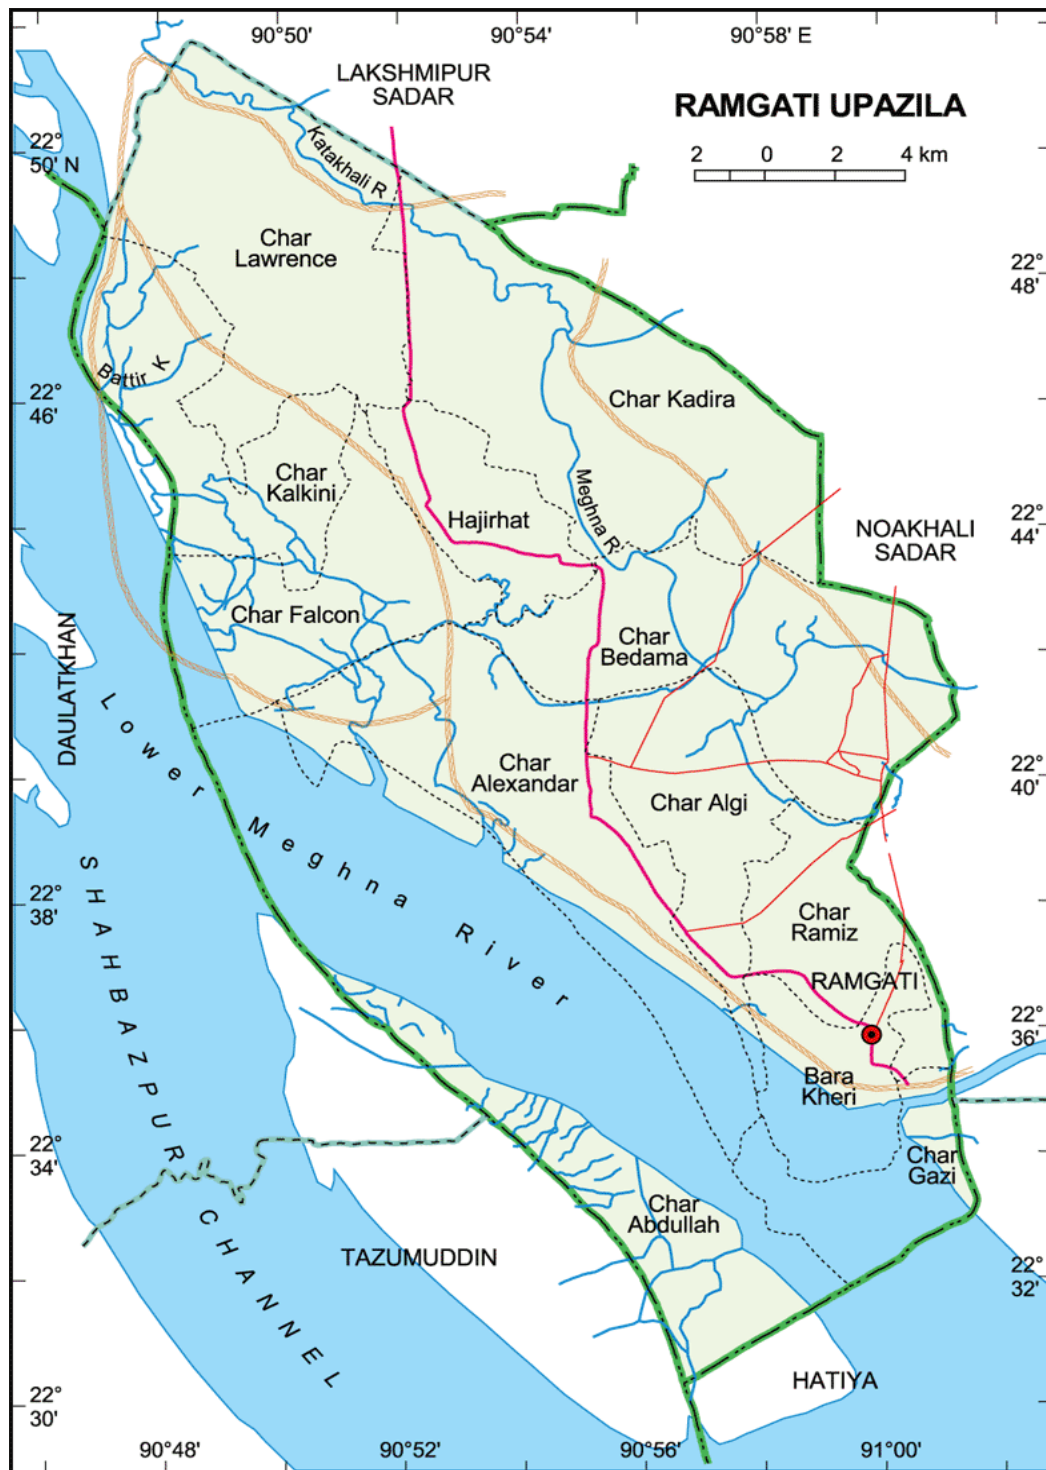 90°50'
90°54'
90°58' E
LAKSHMIPUR
SADAR
RAMGATI UPAZILA
2 0 2 4 km
22°
50' N
Katakhali R
Char
Lawrence
22°
48'
Battir K
22°
46'
Char Kadira
Char
Kalkini
Meghna R
Hajirhat
22°
44'
NOAKHALI
SADAR
Char Falcon
Char
Bedama
DAULATKHAN
Lower Meghna River
Char
Alexandar
Char Algi
22°
40'
SHAHBAZPUR CHANNEL
22°
38'
Char
Ramiz
RAMGATI
22°
36'
Bara
Kheri
22°
34'
Char
Gazi
Char
Abdullah
TAZUMUDDIN
22°
32'
HATIYA
22°
30'
90°48'
90°52'
90°56'
91°00'